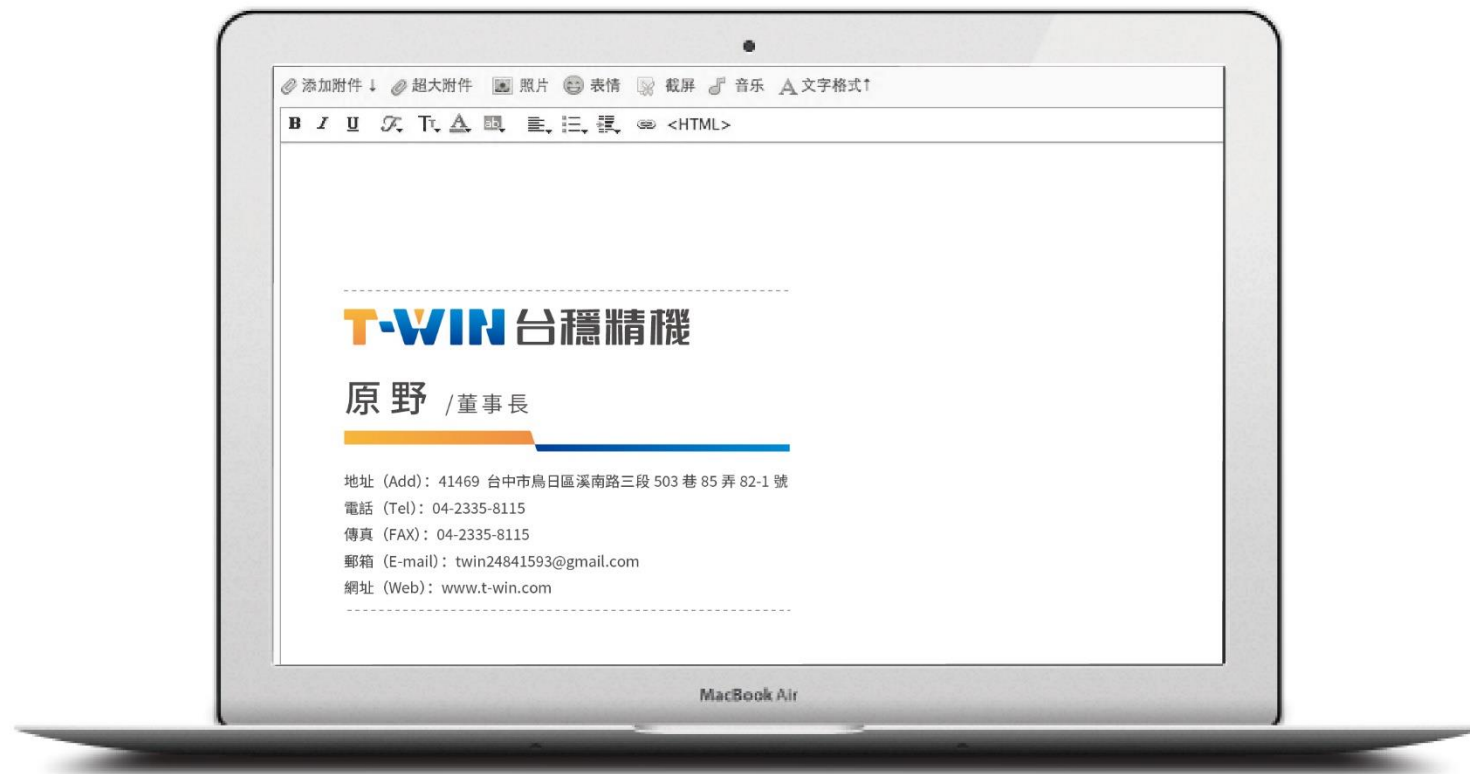 添加附件↓ 超大附件 照片 表情 截屏 音乐 A文字格式↑
B I U F Tт A ab <HTML>
T-WIN 台穩精機
原野 /董事長
地址（Add）：41469 台中市烏日區溪南路三段 503 巷 85 弄 82-1 號
電話（Tel）：04-2335-8115
傳真（FAX）：04-2335-8115
郵箱（E-mail）：twin24841593@gmail.com
網址（Web）：www.t-win.com
MacBook Air